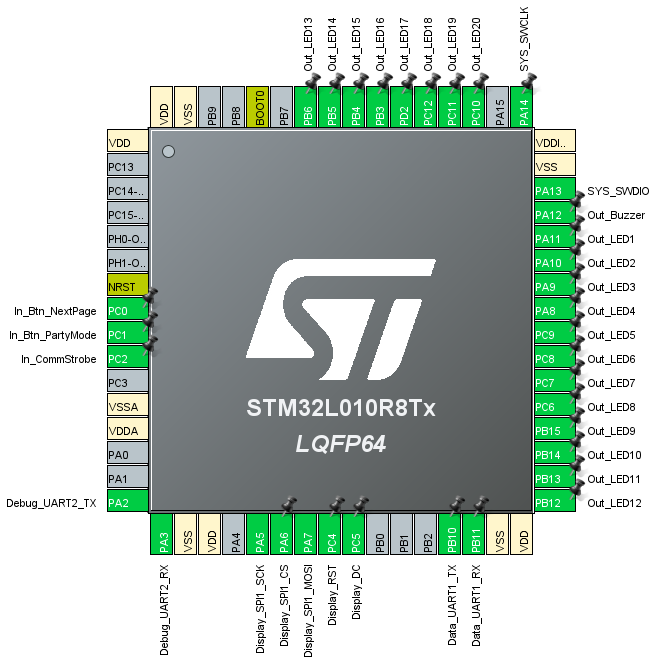 Out_LED13
Out_LED14
Out_LED15
Out_LED16
Out_LED17
Out_LED18
Out_LED19
Out_LED20
SYS_SWCLK
VDD
VSS
PB9
PB8
BOOT0
PB7
PB6
PB5
PB4
PB3
PD2
PC12
PC11
PC10
PA15
PA14
VDD
PC13
PC14-..
PC15-..
PH0-O..
PH1-O..
NRST
In_Btn_NextPage PC0
In_Btn_PartyMode PC1
In_CommStrobe PC2
PC3
VSSA
VDDA
PA0
PA1
Debug_UART2_TX PA2
ST
STM32L010R8Tx
LQFP64
VDDI..
VSS
PA13 SYS_SWDIO
PA12 Out_Buzzer
PA11 Out_LED1
PA10 Out_LED2
PA9 Out_LED3
PA8 Out_LED4
PC9 Out_LED5
PC8 Out_LED6
PC7 Out_LED7
PC6 Out_LED8
PB15 Out_LED9
PB14 Out_LED10
PB13 Out_LED11
PB12 Out_LED12
PA3
VSS
VDD
PA4
PA5
PA6
PA7
PC4
PC5
PB0
PB1
PB2
PB10
PB11
VSS
VDD
Debug_UART2_RX
Display_SPI1_SCK
Display_SPI1_CS
Display_SPI1_MOSI
Display_RST
Display_DC
Data_UART1_TX
Data_UART1_RX